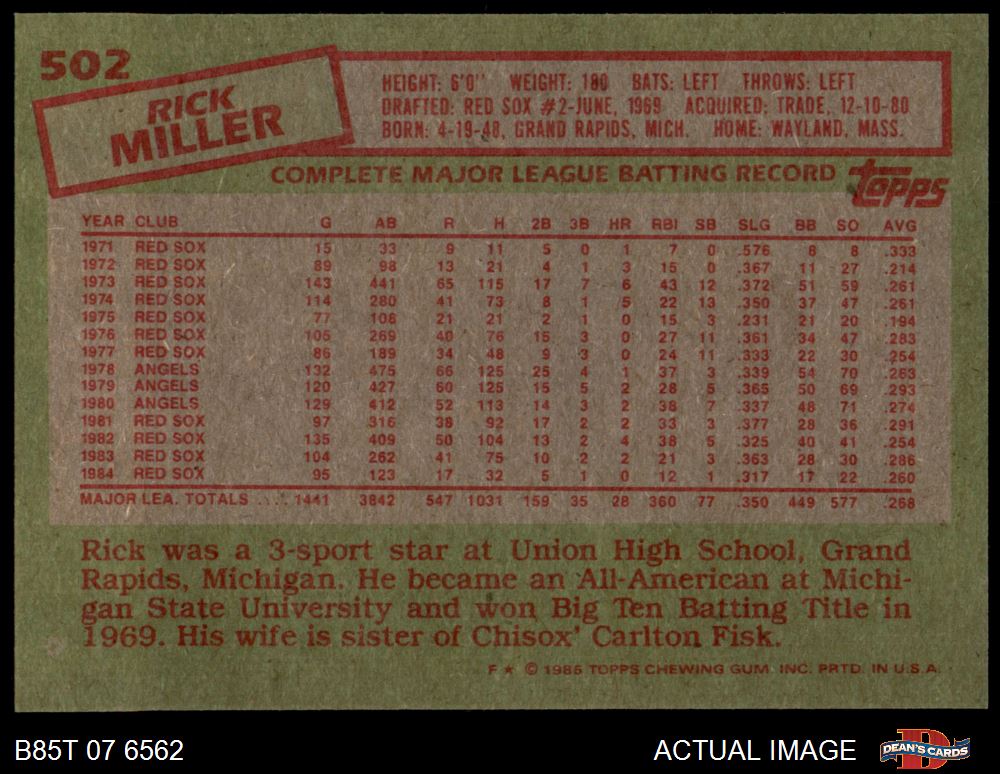 502
RICK
MILLER
HEIGHT: 6'0" WEIGHT: 180 BATS: LEFT THROWS: LEFT
DRAFTED: RED SOX #2-JUNE, 1969 ACQUIRED: TRADE, 12-10-80
BORN: 4-19-48, GRAND RAPIDS, MICH. HOME: WAYLAND, MASS.
COMPLETE MAJOR LEAGUE BATTING RECORD topps
YEAR CLUB G AB R H 2B 3B HR RBI SB SLG BB SO AVG
1971 RED SOX 15 33 9 11 5 0 1 7 0 .576 8 8 .333
1972 RED SOX 89 98 13 21 4 1 3 15 0 .367 11 27 .214
1973 RED SOX 143 441 65 115 17 7 6 43 12 .372 51 59 .261
1974 RED SOX 114 280 41 73 8 1 5 22 13 .350 37 47 .261
1975 RED SOX 77 108 21 21 2 1 0 15 3 .231 21 20 .194
1976 RED SOX 105 269 40 76 15 3 0 27 11 .361 34 47 .283
1977 RED SOX 86 189 34 48 9 3 0 24 11 .333 22 30 .254
1978 ANGELS 132 475 66 125 25 4 1 37 3 .339 54 70 .263
1979 ANGELS 120 427 60 125 15 5 2 28 5 .365 50 69 .293
1980 ANGELS 129 412 52 113 14 3 2 38 7 .337 48 71 .274
1981 RED SOX 97 316 38 92 17 2 2 33 3 .377 28 36 .291
1982 RED SOX 135 409 50 104 13 2 4 38 5 .325 40 41 .254
1983 RED SOX 104 262 41 75 10 2 2 21 3 .363 28 30 .286
1984 RED SOX 95 123 17 32 5 1 0 12 1 .317 17 22 .260
MAJOR LEA. TOTALS .... 1441 3842 547 1031 159 35 28 360 77 .350 449 577 .268
Rick was a 3-sport star at Union High School, Grand
Rapids, Michigan. He became an All-American at Michi-
gan State University and won Big Ten Batting Title in
1969. His wife is sister of Chisox' Carlton Fisk.
F ★ © 1985 TOPPS CHEWING GUM, INC. PRTD. IN U.S.A.
B85T 07 6562 ACTUAL IMAGE DEAN'S CARDS